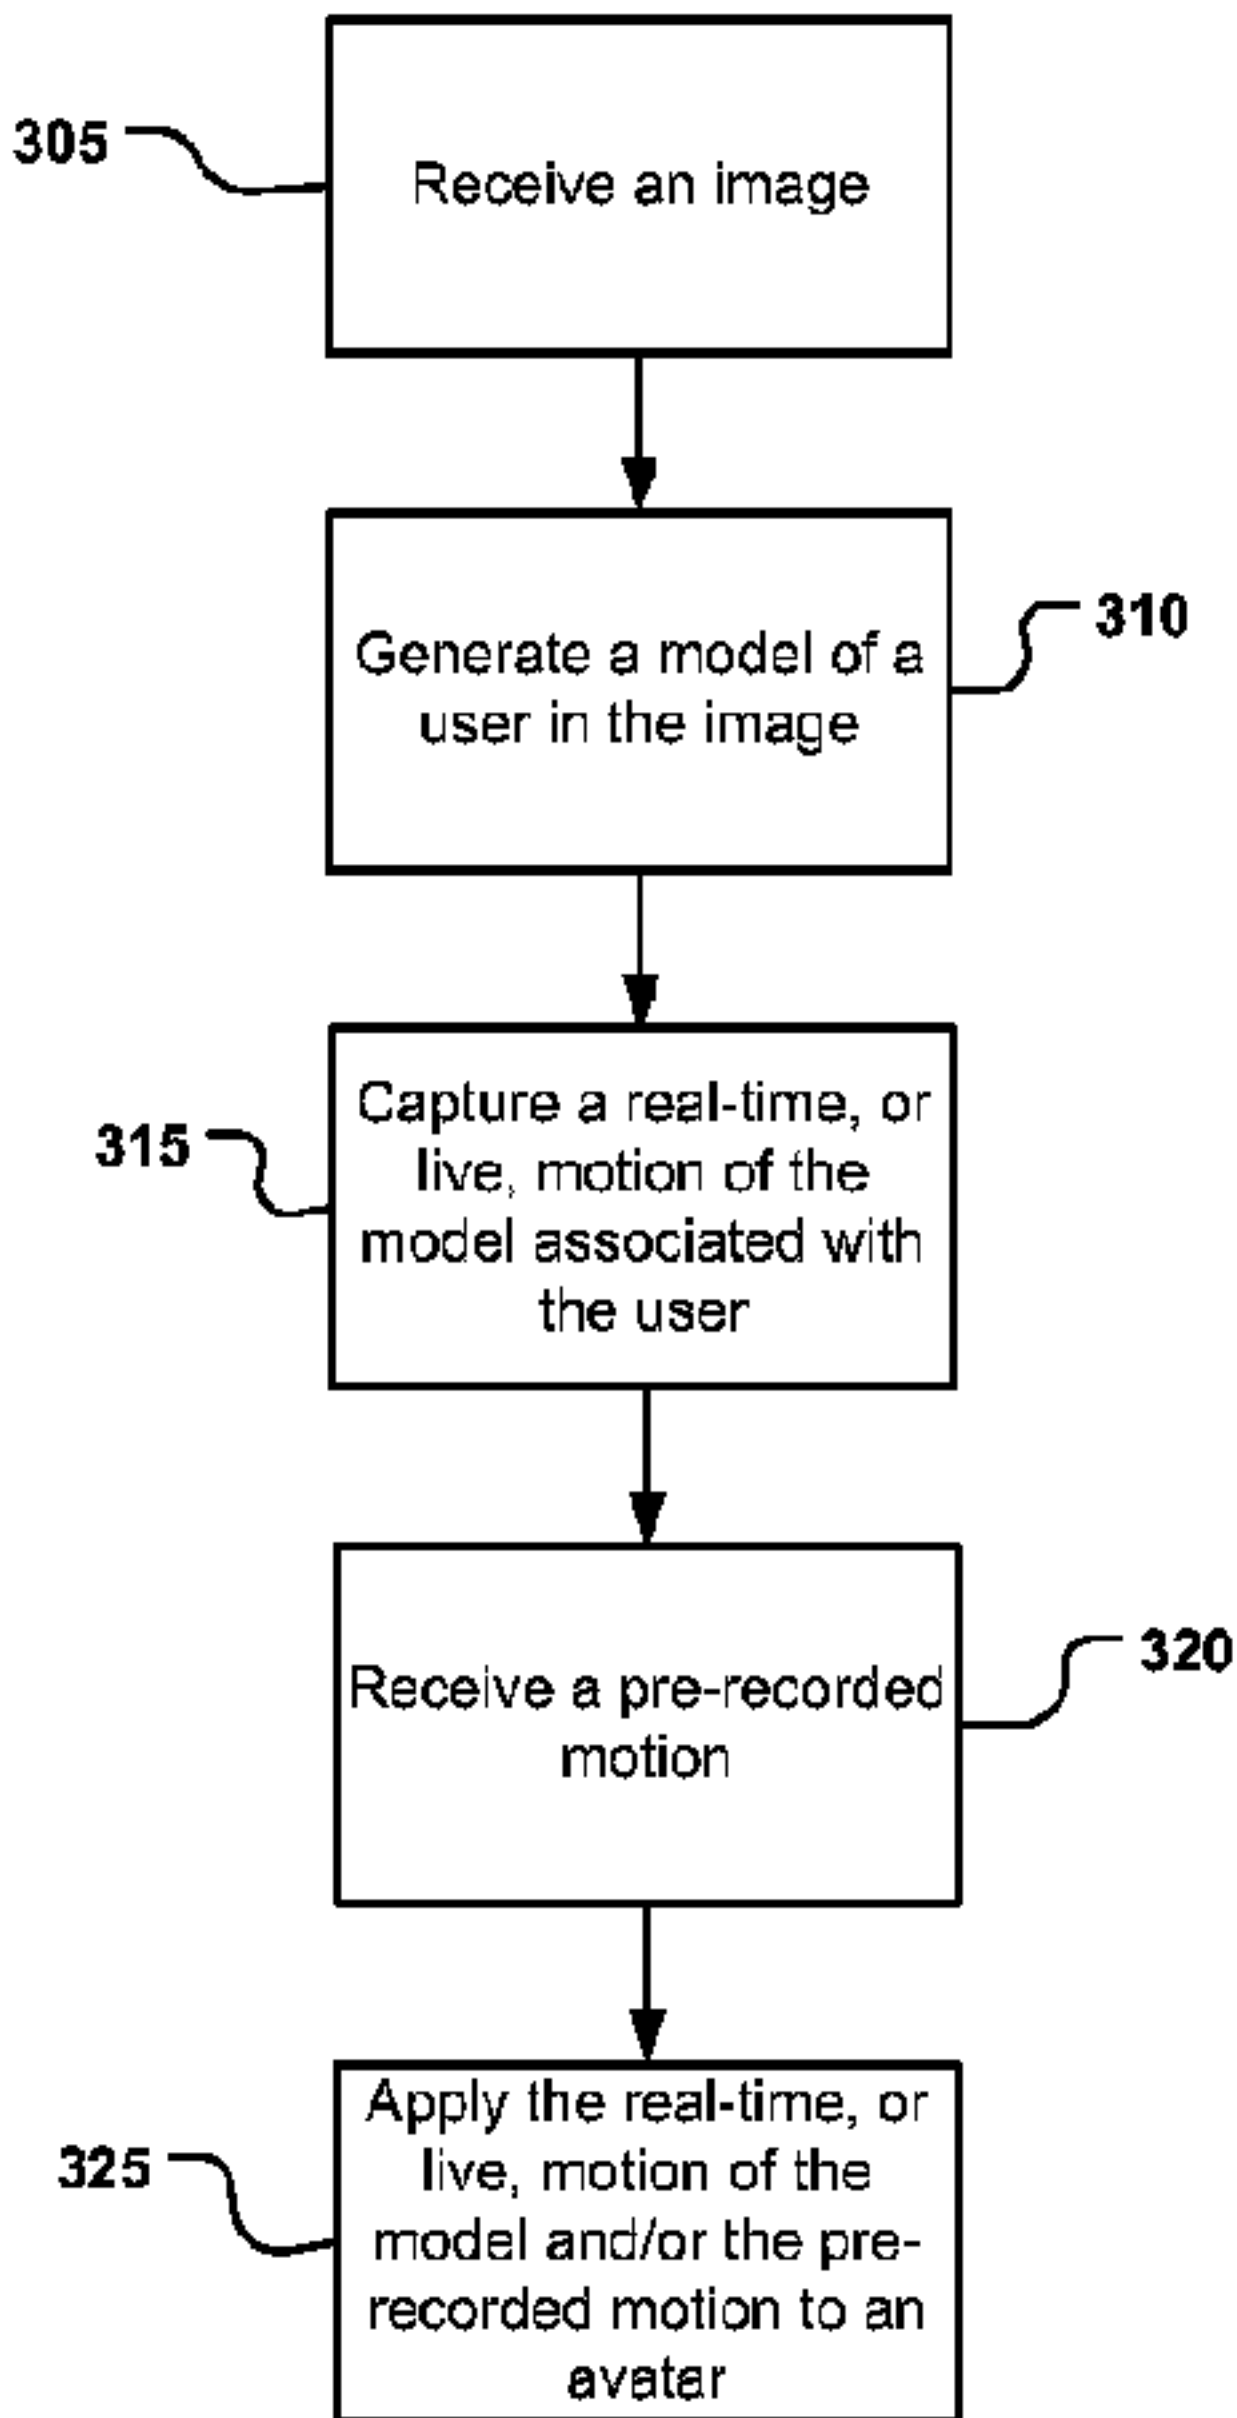 305
Receive an image
310
Generate a model of a
user in the image
315
Capture a real-time, or
live, motion of the
model associated with
the user
320
Receive a pre-recorded
motion
325
Apply the real-time, or
live, motion of the
model and/or the pre-
recorded motion to an
avatar